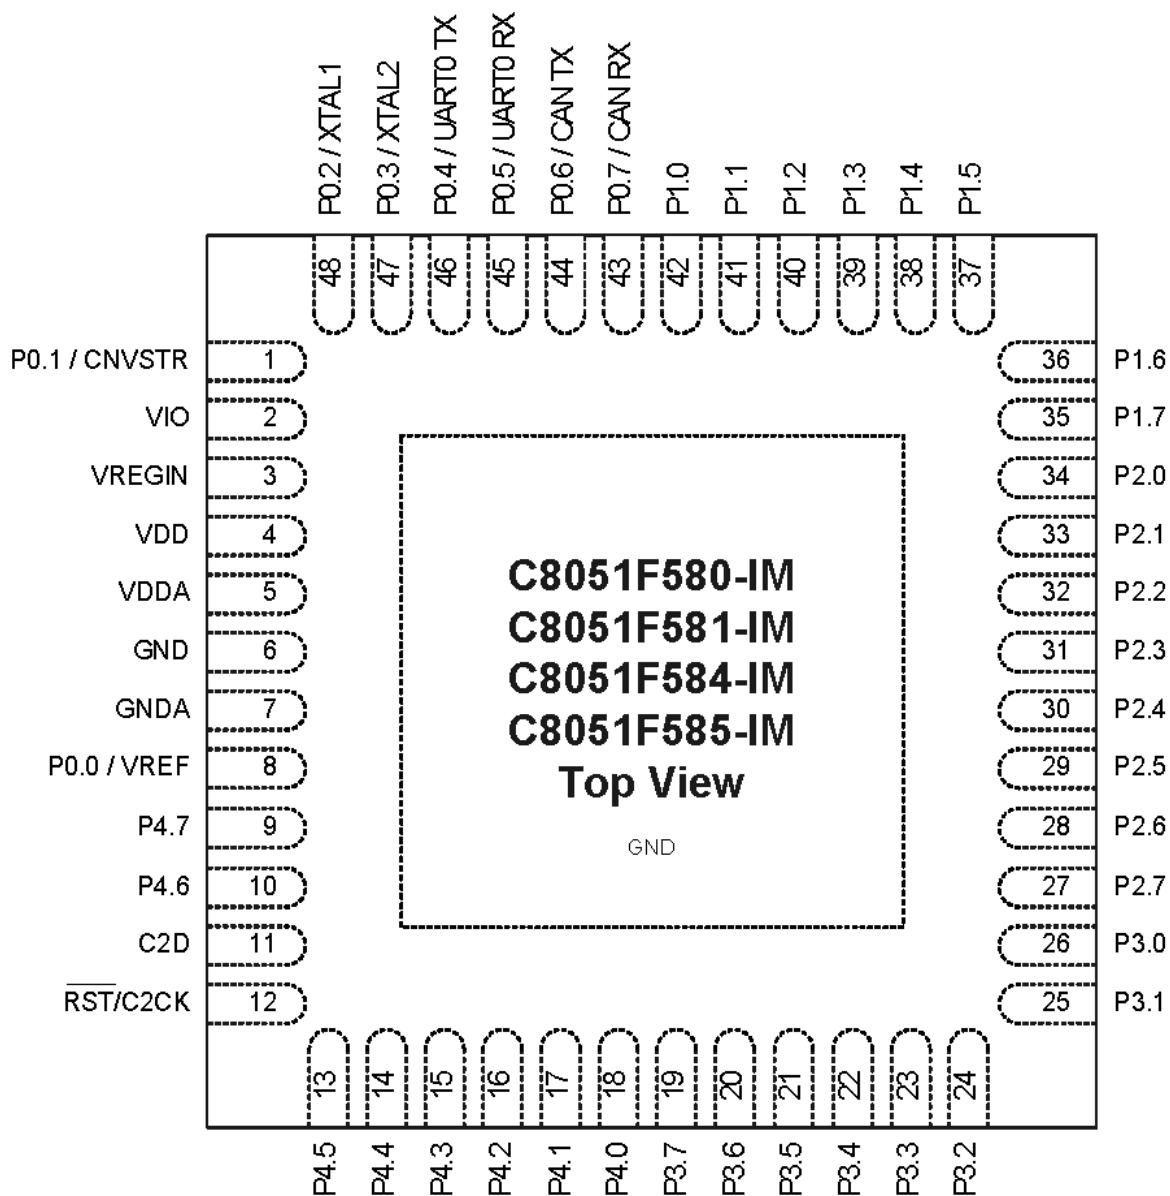 P0.2 / XTAL1
P0.3 / XTAL2
P0.4 / UART0 TX
P0.5 / UART0 RX
P0.6 / CAN TX
P0.7 / CAN RX
P1.0
P1.1
P1.2
P1.3
P1.4
P1.5
48
47
46
45
44
43
42
41
40
39
38
37
P0.1 / CNVSTR 1
VIO 2
VREGIN 3
VDD 4
VDDA 5
GND 6
GNDA 7
P0.0 / VREF 8
P4.7 9
P4.6 10
C2D 11
RST/C2CK 12
C8051F580-IM
C8051F581-IM
C8051F584-IM
C8051F585-IM
Top View
GND
36 P1.6
35 P1.7
34 P2.0
33 P2.1
32 P2.2
31 P2.3
30 P2.4
29 P2.5
28 P2.6
27 P2.7
26 P3.0
25 P3.1
13
14
15
16
17
18
19
20
21
22
23
24
P4.5
P4.4
P4.3
P4.2
P4.1
P4.0
P3.7
P3.6
P3.5
P3.4
P3.3
P3.2